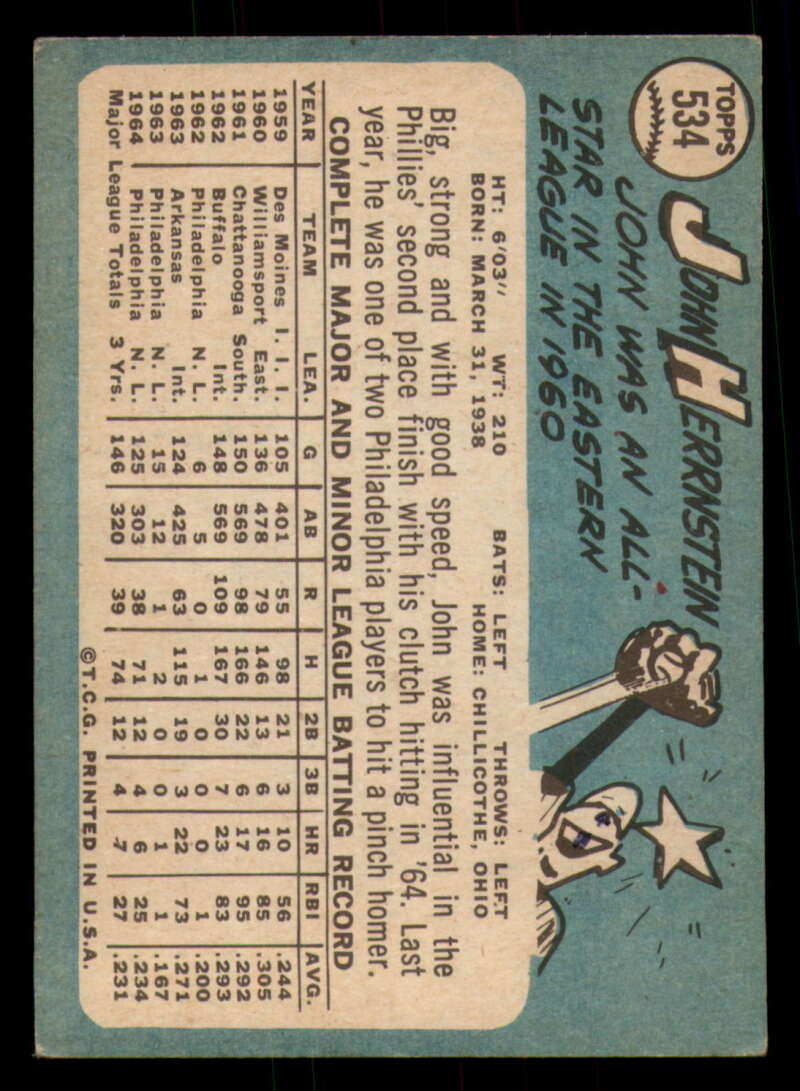 TOPPS
534
JOHN HERRNSTEIN
JOHN WAS AN ALL-
STAR IN THE EASTERN
LEAGUE IN 1960
HT: 6'03" WT: 210 BATS: LEFT THROWS: LEFT
BORN: MARCH 31, 1938 HOME: CHILLICOTHE, OHIO
Big, strong and with good speed, John was influential in the
Phillies' second place finish with his clutch hitting in '64. Last
year, he was one of two Philadelphia players to hit a pinch homer.
COMPLETE MAJOR AND MINOR LEAGUE BATTING RECORD
YEAR TEAM LEA. G AB R H 2B 3B HR RBI AVG.
1959 Des Moines I. I. I. 105 401 55 98 21 3 10 56 .244
1960 Williamsport East. 136 478 79 146 13 6 16 85 .305
1961 Chattanooga South. 150 569 98 166 22 6 17 95 .292
1962 Buffalo Int. 148 569 109 167 30 7 23 83 .293
1962 Philadelphia N. L. 6 5 0 1 0 0 0 1 .200
1963 Arkansas Int. 124 425 63 115 19 3 22 73 .271
1963 Philadelphia N. L. 15 12 1 2 0 0 1 1 .167
1964 Philadelphia N. L. 125 303 38 71 12 4 6 25 .234
Major League Totals 3 Yrs. 146 320 39 74 12 4 7 27 .231
©T.C.G. PRINTED IN U.S.A.